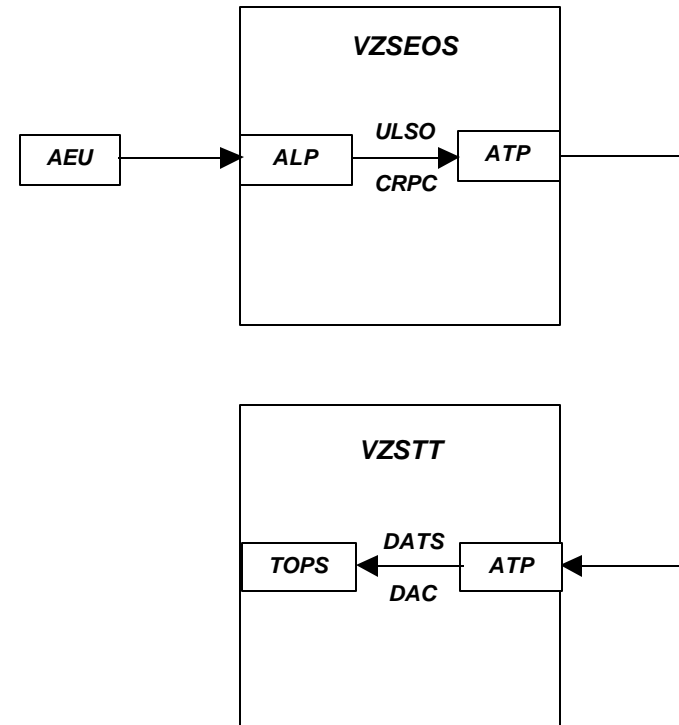 VZSEOS
AEU
ALP
ULSO
CRPC
ATP
VZSTT
TOPS
DATS
DAC
ATP